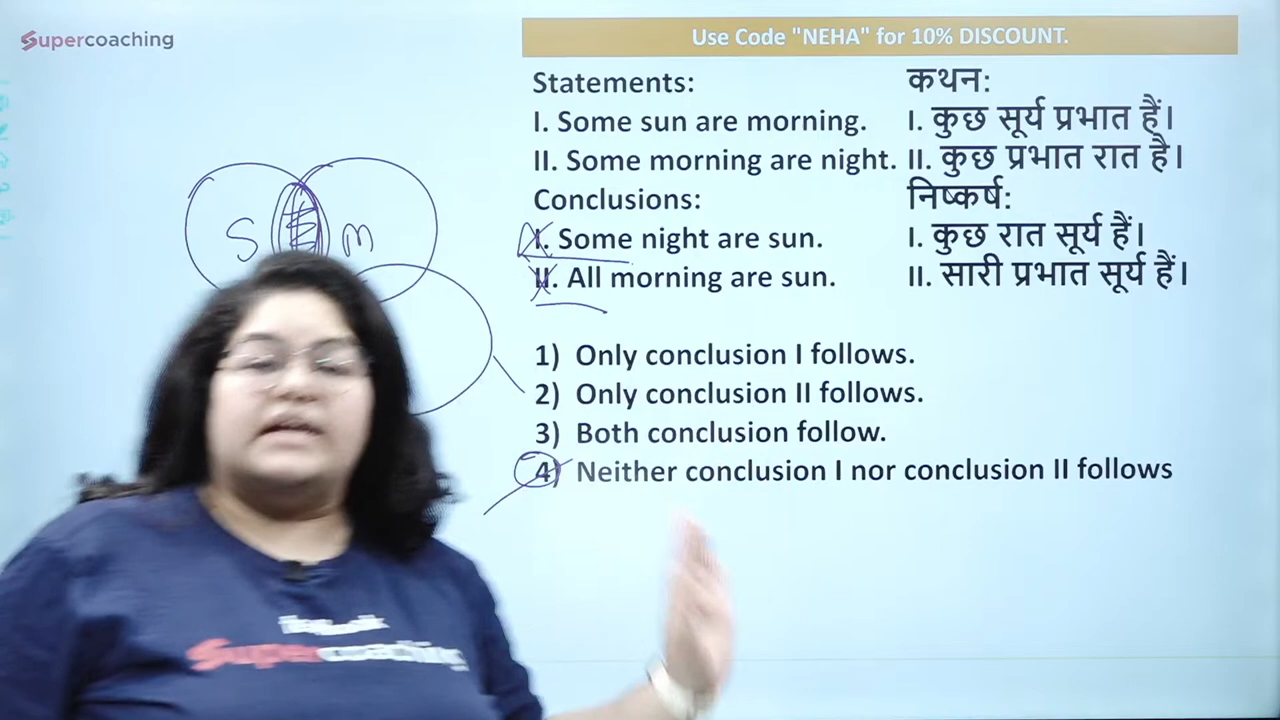 Supercoaching
Use Code "NEHA" for 10% DISCOUNT.
Statements:
I. Some sun are morning.
II. Some morning are night.
Conclusions:
I. Some night are sun.
II. All morning are sun.
कथन:
I. कुछ सूर्य प्रभात हैं।
II. कुछ प्रभात रात है।
निष्कर्ष:
I. कुछ रात सूर्य हैं।
II. सारी प्रभात सूर्य हैं।
1) Only conclusion I follows.
2) Only conclusion II follows.
3) Both conclusion follow.
4) Neither conclusion I nor conclusion II follows
S
M
Supercoaching